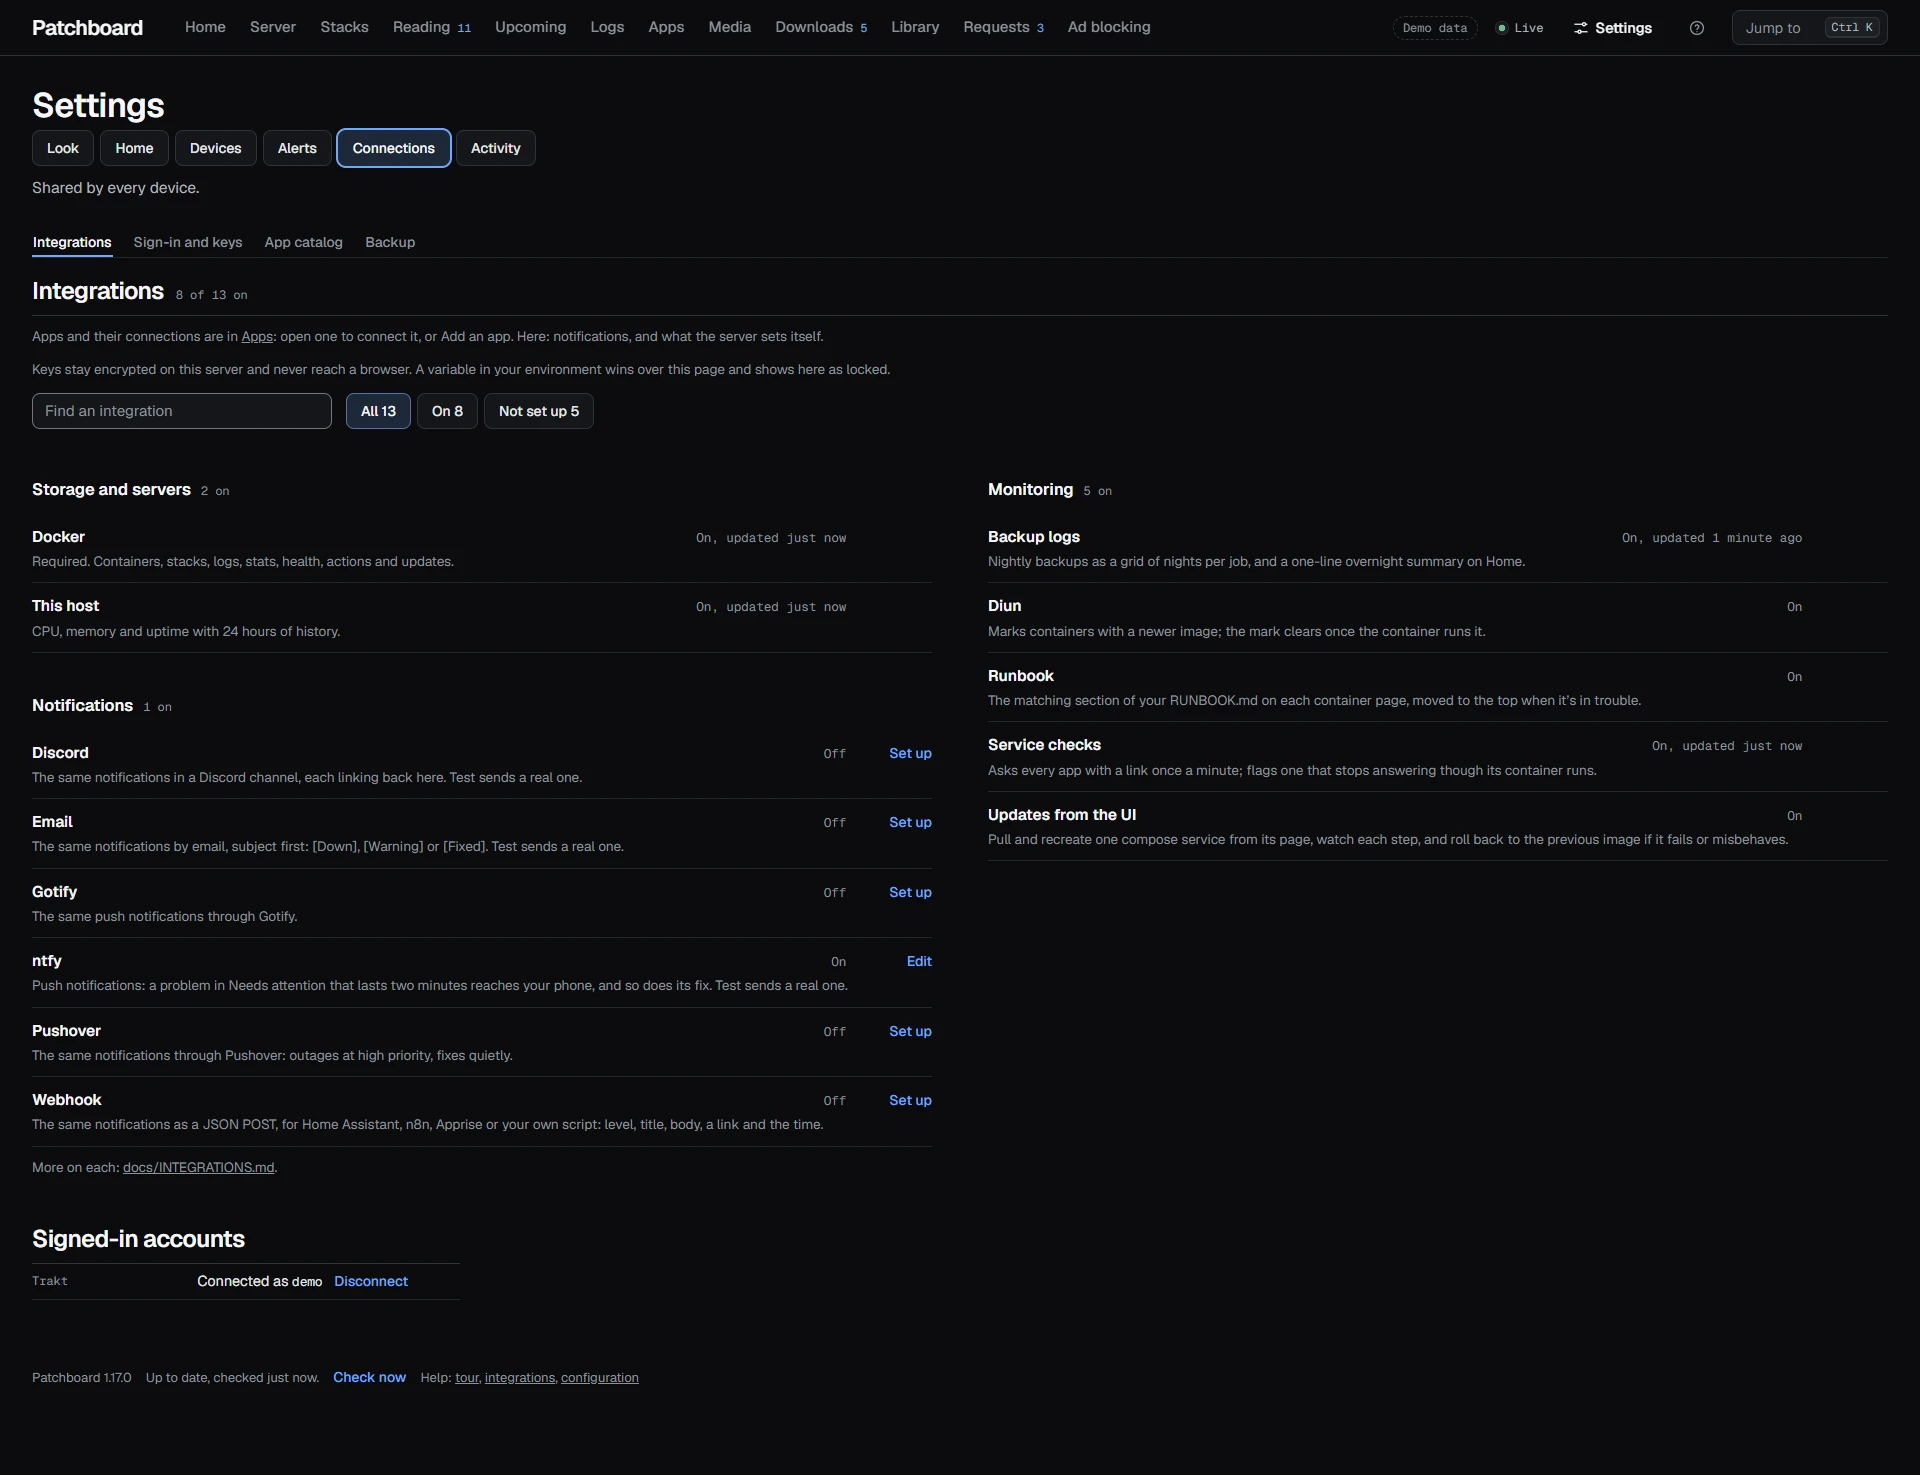 Patchboard Home Server Stacks Reading 11 Upcoming Logs Apps Media Downloads 5 Library Requests 3 Ad blocking Demo data Live Settings Jump to Ctrl K
Settings
Look Home Devices Alerts Connections Activity
Shared by every device.
Integrations Sign-in and keys App catalog Backup
Integrations 8 of 13 on
Apps and their connections are in Apps: open one to connect it, or Add an app. Here: notifications, and what the server sets itself.
Keys stay encrypted on this server and never reach a browser. A variable in your environment wins over this page and shows here as locked.
Find an integration All 13 On 8 Not set up 5
Storage and servers 2 on
Docker On, updated just now
Required. Containers, stacks, logs, stats, health, actions and updates.
This host On, updated just now
CPU, memory and uptime with 24 hours of history.
Notifications 1 on
Discord Off Set up
The same notifications in a Discord channel, each linking back here. Test sends a real one.
Email Off Set up
The same notifications by email, subject first: [Down], [Warning] or [Fixed]. Test sends a real one.
Gotify Off Set up
The same push notifications through Gotify.
ntfy On Edit
Push notifications: a problem in Needs attention that lasts two minutes reaches your phone, and so does its fix. Test sends a real one.
Pushover Off Set up
The same notifications through Pushover: outages at high priority, fixes quietly.
Webhook Off Set up
The same notifications as a JSON POST, for Home Assistant, n8n, Apprise or your own script: level, title, body, a link and the time.
Monitoring 5 on
Backup logs On, updated 1 minute ago
Nightly backups as a grid of nights per job, and a one-line overnight summary on Home.
Diun On
Marks containers with a newer image; the mark clears once the container runs it.
Runbook On
The matching section of your RUNBOOK.md on each container page, moved to the top when it's in trouble.
Service checks On, updated just now
Asks every app with a link once a minute; flags one that stops answering though its container runs.
Updates from the UI On
Pull and recreate one compose service from its page, watch each step, and roll back to the previous image if it fails or misbehaves.
More on each: docs/INTEGRATIONS.md.
Signed-in accounts
Trakt Connected as demo Disconnect
Patchboard 1.17.0 Up to date, checked just now. Check now Help: tour, integrations, configuration